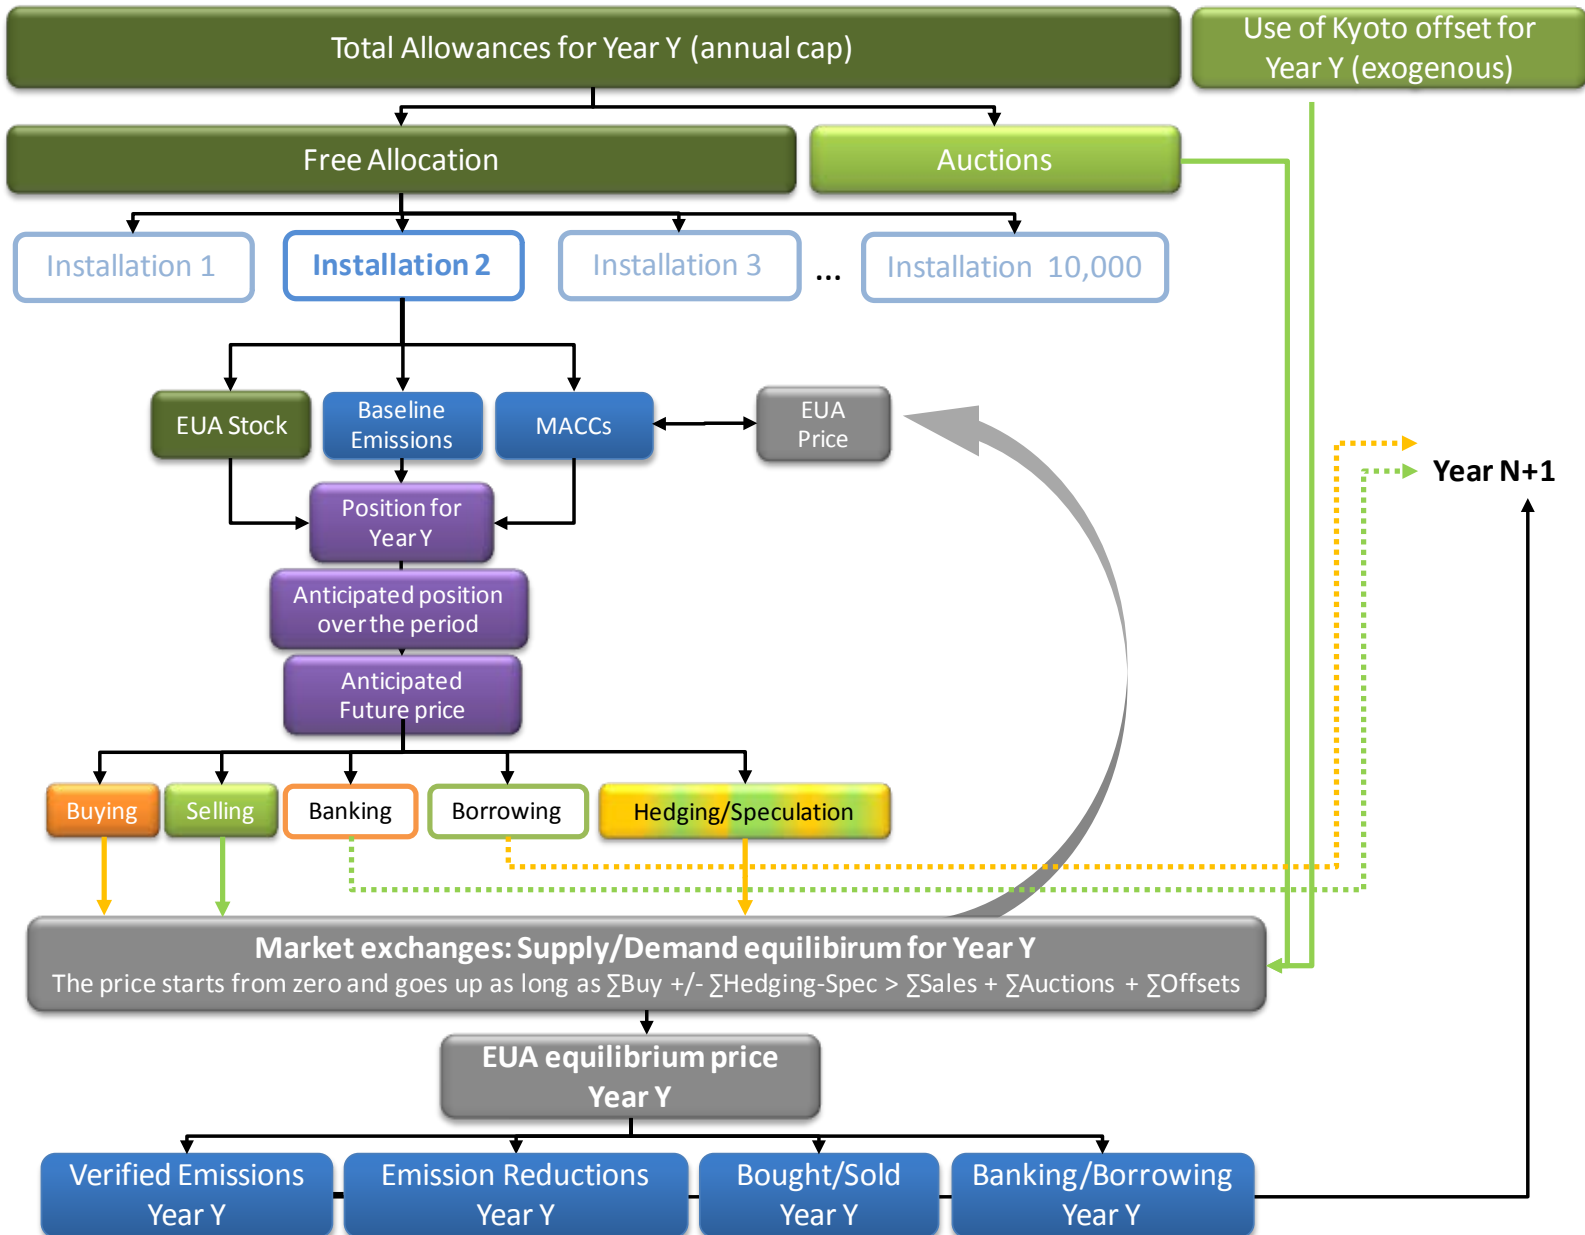 Total Allowances for Year Y (annual cap)
Use of Kyoto offset for
Year Y (exogenous)
Free Allocation
Auctions
Installation 1
Installation 2
Installation 3
...
Installation 10,000
EUA Stock
Baseline
Emissions
MACCs
EUA
Price
Year N+1
Position for
Year Y
Anticipated position
over the period
Anticipated
Future price
Buying
Selling
Banking
Borrowing
Hedging/Speculation
Market exchanges: Supply/Demand equilibirum for Year Y
The price starts from zero and goes up as long as ∑Buy +/- ∑Hedging-Spec > ∑Sales + ∑Auctions + ∑Offsets
EUA equilibrium price
Year Y
Verified Emissions
Year Y
Emission Reductions
Year Y
Bought/Sold
Year Y
Banking/Borrowing
Year Y